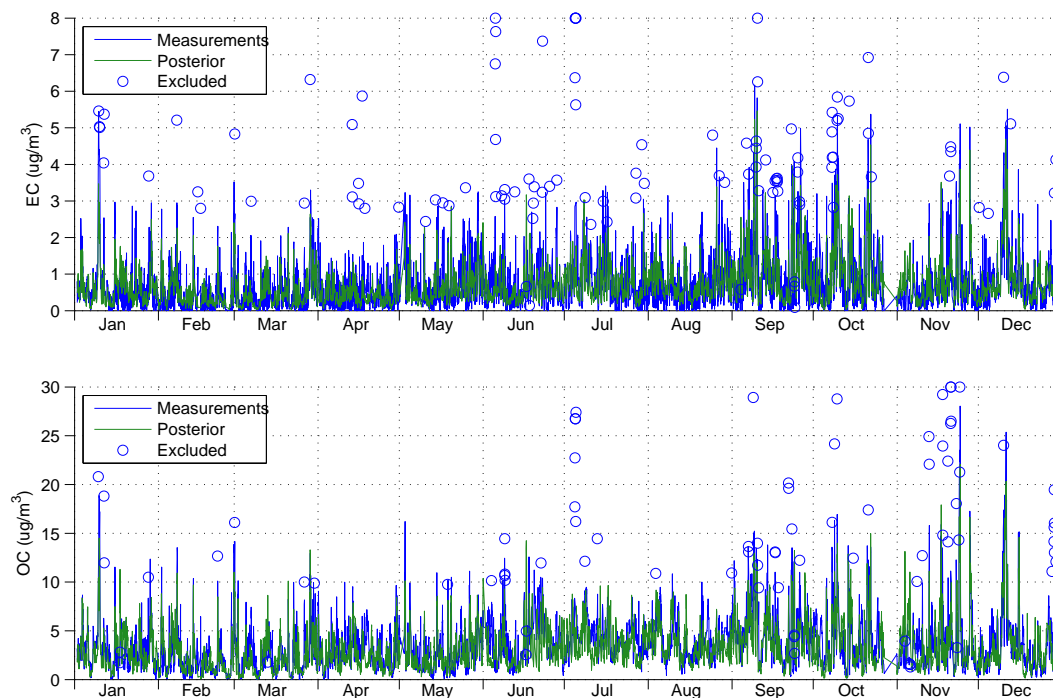 8
7
6
5
4
3
2
1
0
EC (ug/m³)
Measurements
Posterior
Excluded
Jan Feb Mar Apr May Jun Jul Aug Sep Oct Nov Dec
30
25
20
15
10
5
0
OC (ug/m³)
Measurements
Posterior
Excluded
Jan Feb Mar Apr May Jun Jul Aug Sep Oct Nov Dec